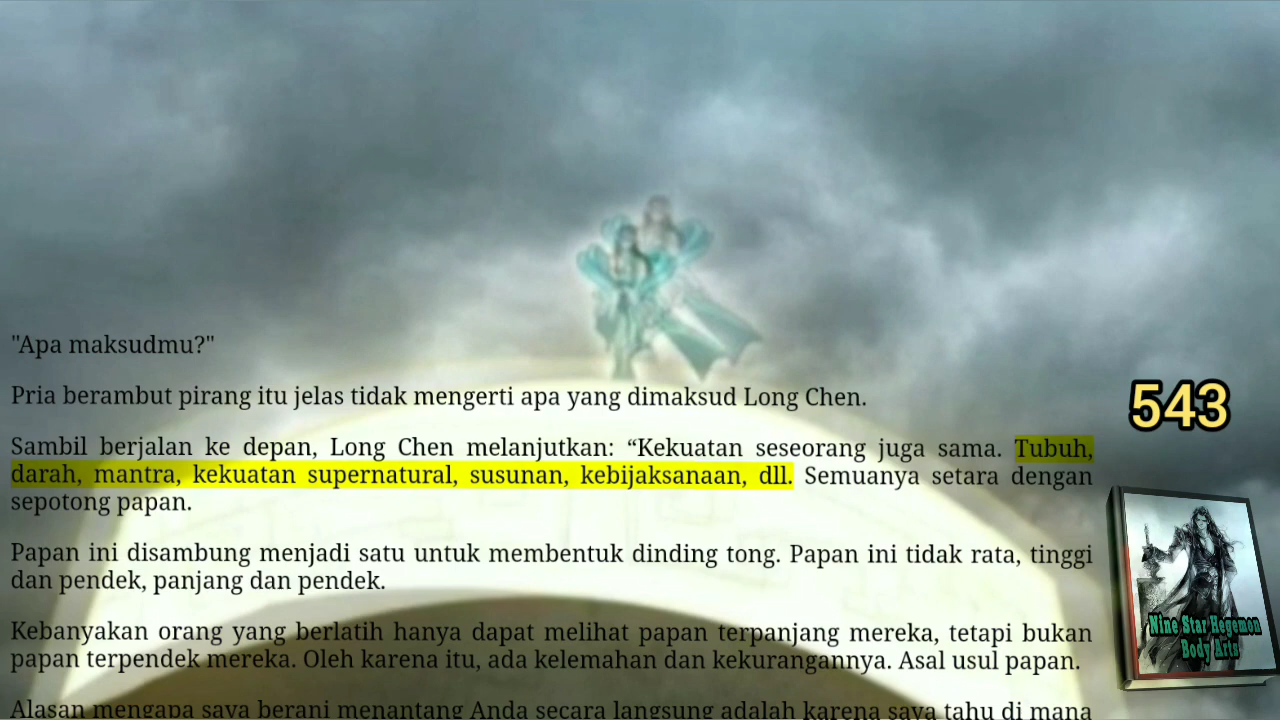 "Apa maksudmu?"
Pria berambut pirang itu jelas tidak mengerti apa yang dimaksud Long Chen.
Sambil berjalan ke depan, Long Chen melanjutkan: “Kekuatan seseorang juga sama. Tubuh,
darah, mantra, kekuatan supernatural, susunan, kebijaksanaan, dll. Semuanya setara dengan
sepotong papan.
Papan ini disambung menjadi satu untuk membentuk dinding tong. Papan ini tidak rata, tinggi
dan pendek, panjang dan pendek.
Kebanyakan orang yang berlatih hanya dapat melihat papan terpanjang mereka, tetapi bukan
papan terpendek mereka. Oleh karena itu, ada kelemahan dan kekurangannya. Asal usul papan.
Alasan mengapa saya berani menantang Anda secara langsung adalah karena saya tahu di mana
543
Nine Star Hegemon
Body Arts